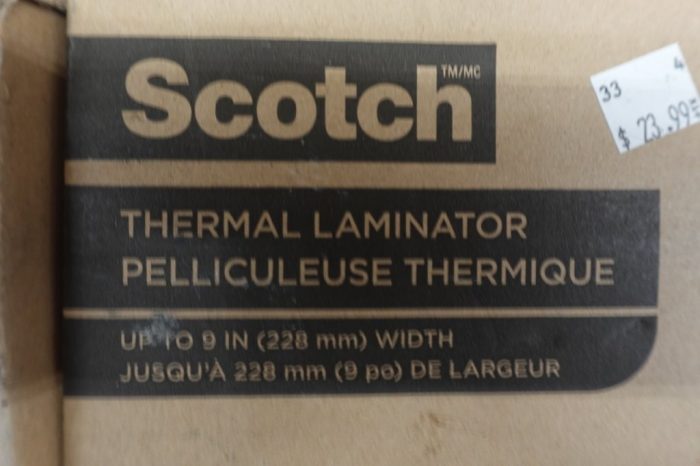 Scotch TM/MC
33 4
$ 23.99
THERMAL LAMINATOR
PELLICULEUSE THERMIQUE
UP TO 9 IN (228 mm) WIDTH
JUSQU'À 228 mm (9 po) DE LARGEUR